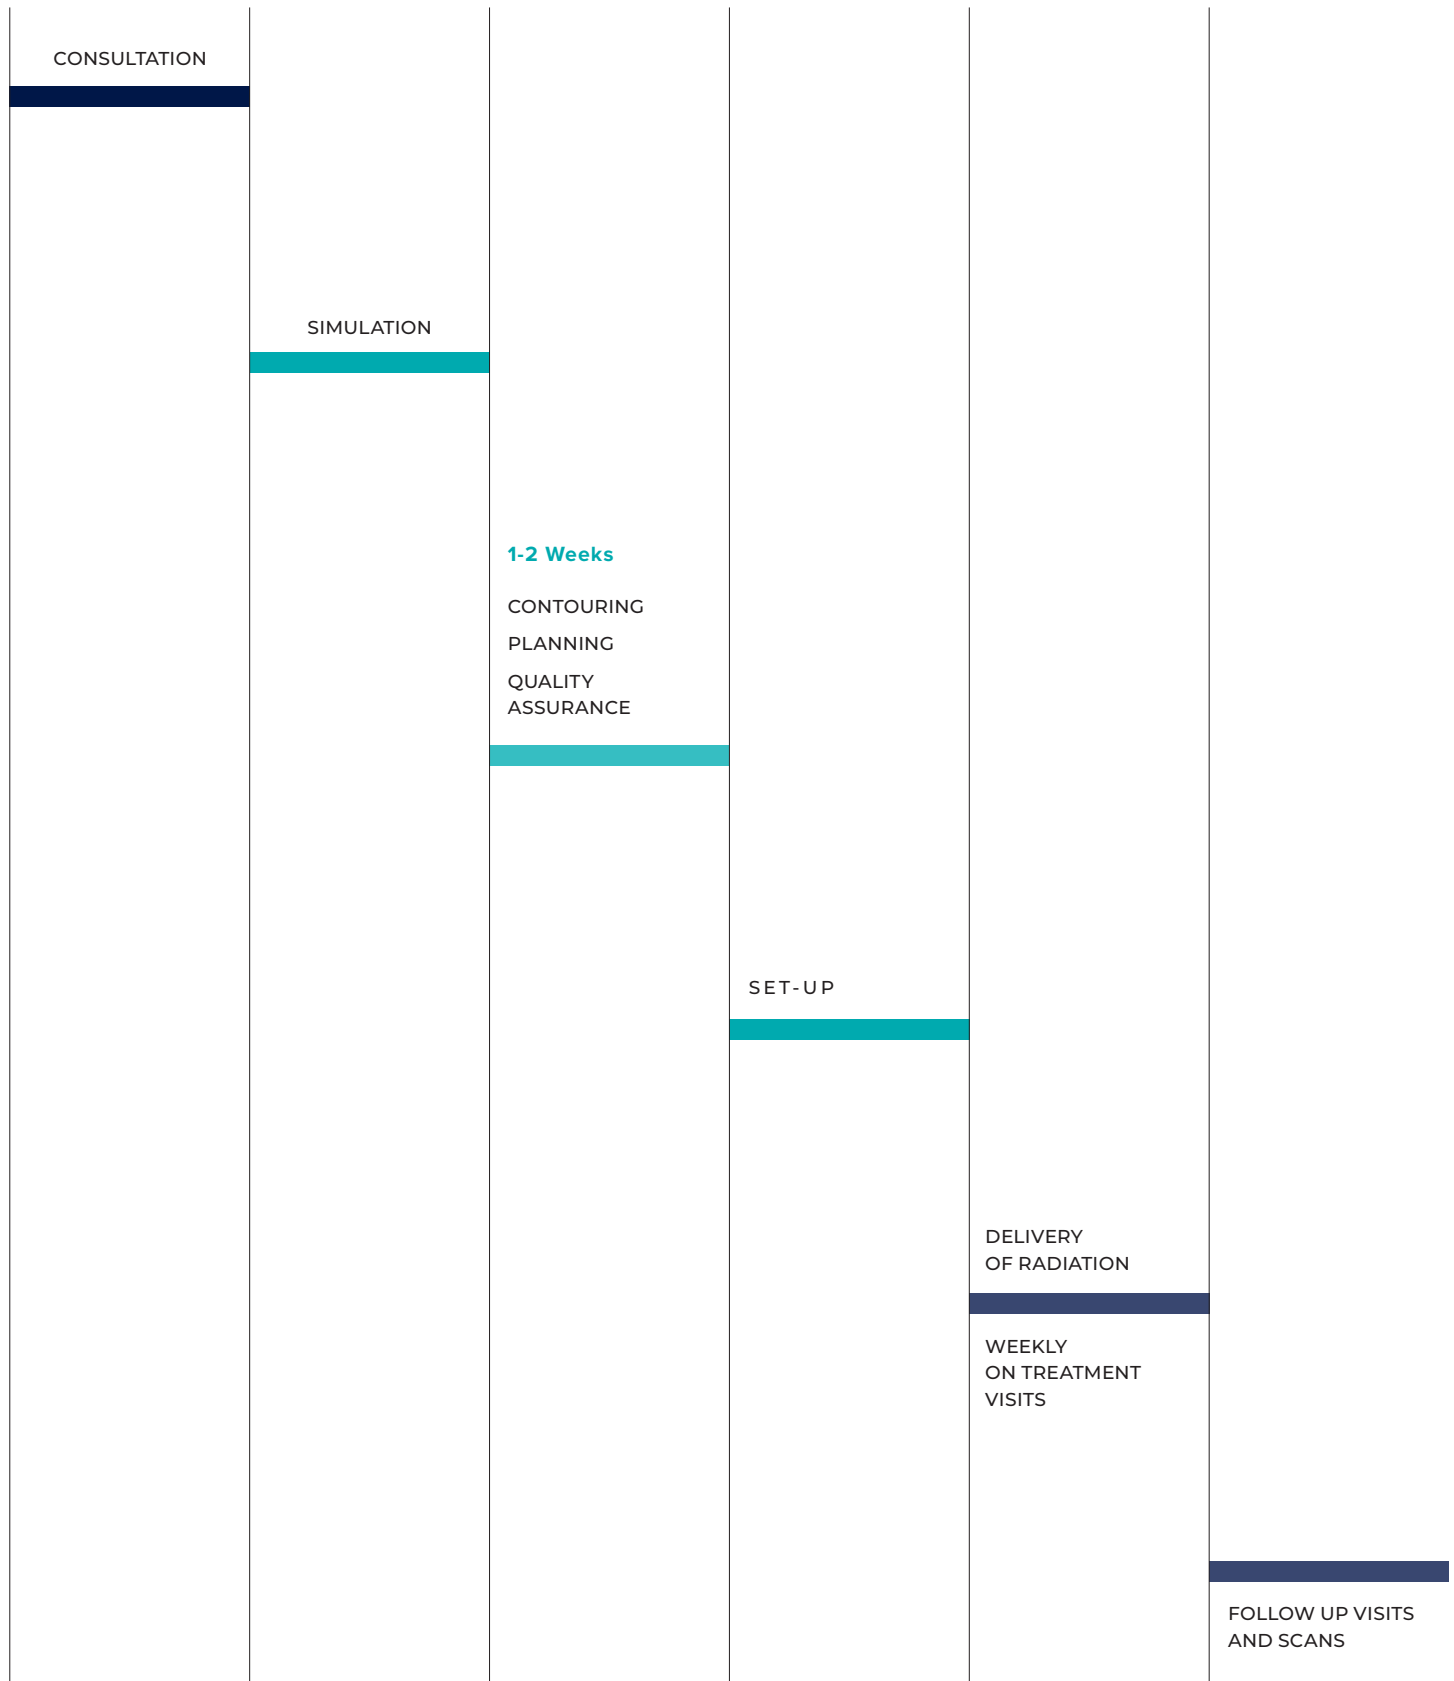 CONSULTATION
SIMULATION
1-2 Weeks
CONTOURING
PLANNING
QUALITY
ASSURANCE
SET-UP
DELIVERY
OF RADIATION
WEEKLY
ON TREATMENT
VISITS
FOLLOW UP VISITS
AND SCANS